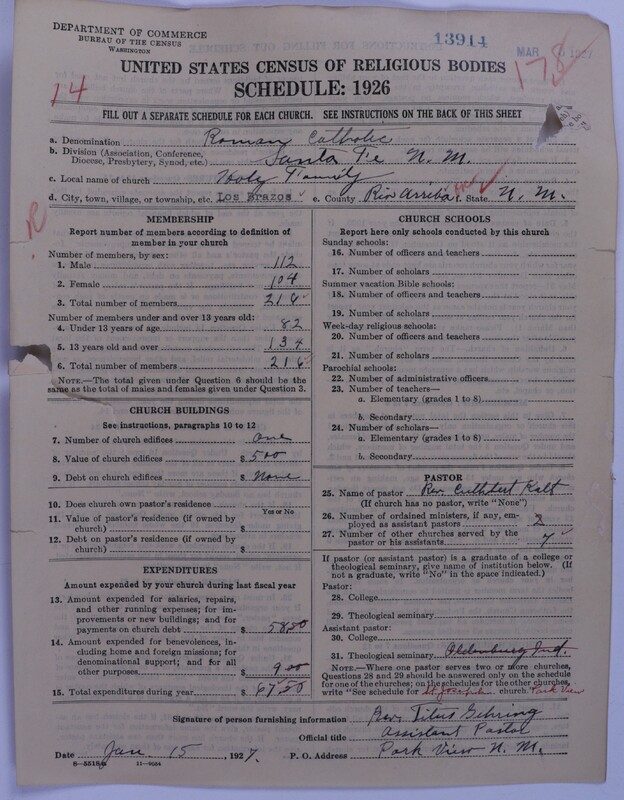 DEPARTMENT OF COMMERCE
BUREAU OF THE CENSUS
WASHINGTON
13914
MAR
178
14
UNITED STATES CENSUS OF RELIGIOUS BODIES
SCHEDULE: 1926
FILL OUT A SEPARATE SCHEDULE FOR EACH CHURCH. SEE INSTRUCTIONS ON THE BACK OF THIS SHEET
a. Denomination Roman Catholic
b. Division (Association, Conference, Diocese, Presbytery, Synod, etc.) Santa Fe N. M.
c. Local name of church Holy Family
d. City, town, village, or township, etc. Los Brazos e. County Rio Arriba f. State N. M.
R
MEMBERSHIP
Report number of members according to definition of
member in your church
Number of members, by sex:
1. Male 112
2. Female 104
3. Total number of members 216
Number of members under and over 13 years old:
4. Under 13 years of age 82
5. 13 years old and over 134
6. Total number of members 216
NOTE.—The total given under Question 6 should be the
same as the total of males and females given under Question 3.
CHURCH BUILDINGS
See instructions, paragraphs 10 to 12
7. Number of church edifices one
8. Value of church edifices $ 500
9. Debt on church edifices $ None
10. Does church own pastor's residence
Yes or No
11. Value of pastor's residence (if owned by
church) $
12. Debt on pastor's residence (if owned by
church) $
EXPENDITURES
Amount expended by your church during last fiscal year
13. Amount expended for salaries, repairs,
and other running expenses; for im-
provements or new buildings; and for
payments on church debt $ 58.50
14. Amount expended for benevolences, in-
cluding home and foreign missions; for
denominational support; and for all
other purposes $ 9.00
15. Total expenditures during year $ 67.50
CHURCH SCHOOLS
Report here only schools conducted by this church
Sunday schools:
16. Number of officers and teachers
17. Number of scholars
Summer vacation Bible schools:
18. Number of officers and teachers
19. Number of scholars
Week-day religious schools:
20. Number of officers and teachers
21. Number of scholars
Parochial schools:
22. Number of administrative officers
23. Number of teachers—
a. Elementary (grades 1 to 8)
b. Secondary
24. Number of scholars—
a. Elementary (grades 1 to 8)
b. Secondary
PASTOR
25. Name of pastor Rev. Cuthbert Kalt
(If church has no pastor, write "None")
26. Number of ordained ministers, if any, em-
ployed as assistant pastors 2
27. Number of other churches served by the
pastor or his assistants 7
If pastor (or assistant pastor) is a graduate of a college or
theological seminary, give name of institution below. (If
not a graduate, write "No" in the space indicated.)
Pastor:
28. College
29. Theological seminary
Assistant pastor:
30. College
31. Theological seminary Oldenburg Ind.
NOTE.—Where one pastor serves two or more churches,
Questions 28 and 29 should be answered only on the schedule
for one of the churches; on the schedules for the other churches,
write "See schedule for St Joseph church. Park View
Signature of person furnishing information Rev. Titus Gehring
Official title Assistant Pastor
Date Jan. 15, 1927. P. O. Address Park View N. M.
11—9034